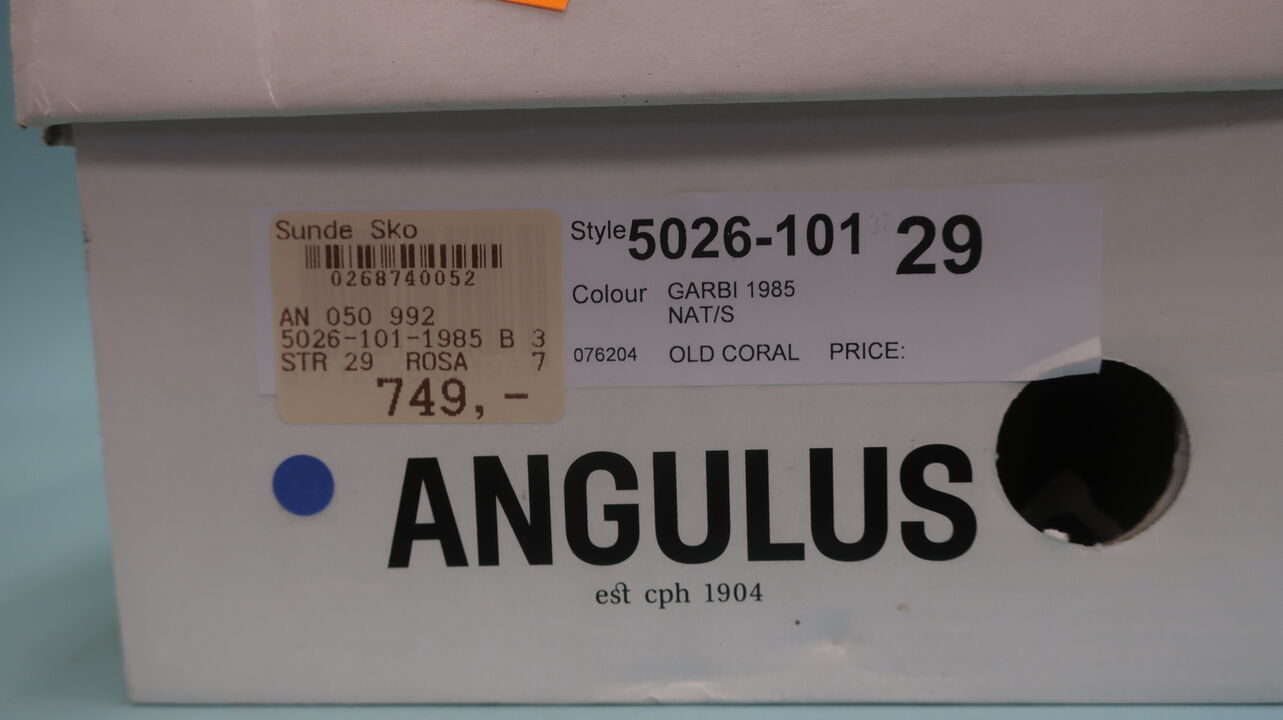 Sunde Sko
0268740052
AN 050 992
5026-101-1985 B 3
STR 29 ROSA 7
749,-
Style 5026-101 37 29
Colour GARBI 1985
NAT/S
076204 OLD CORAL PRICE:
ANGULUS
est cph 1904